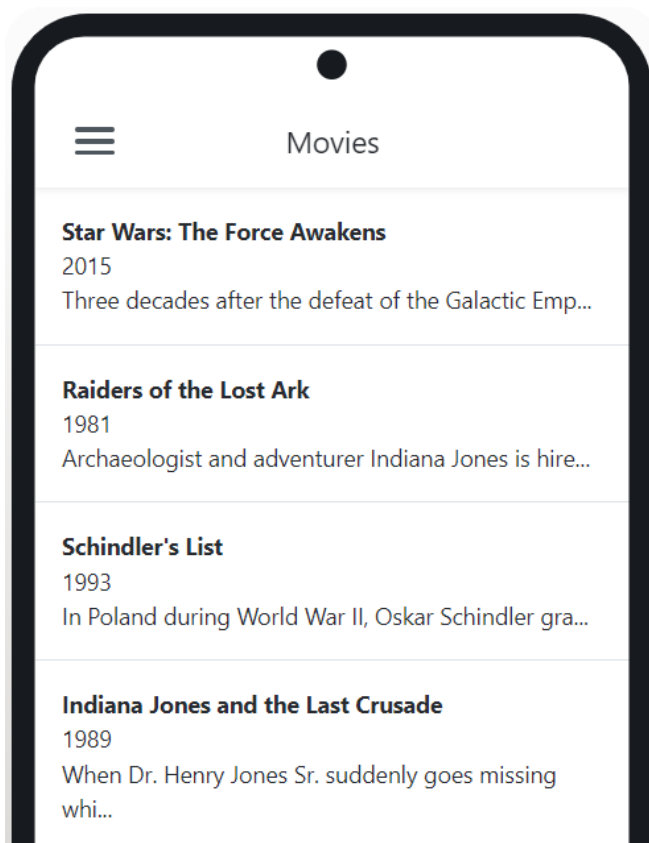 Movies
Star Wars: The Force Awakens
2015
Three decades after the defeat of the Galactic Emp...
Raiders of the Lost Ark
1981
Archaeologist and adventurer Indiana Jones is hire...
Schindler's List
1993
In Poland during World War II, Oskar Schindler gra...
Indiana Jones and the Last Crusade
1989
When Dr. Henry Jones Sr. suddenly goes missing
whi...